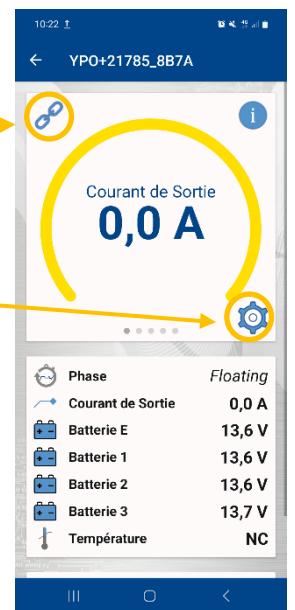 10:22
YPO+21785_8B7A
i
Courant de Sortie
0,0 A
Phase Floating
Courant de Sortie 0,0 A
Batterie E 13,6 V
Batterie 1 13,6 V
Batterie 2 13,6 V
Batterie 3 13,7 V
Température NC